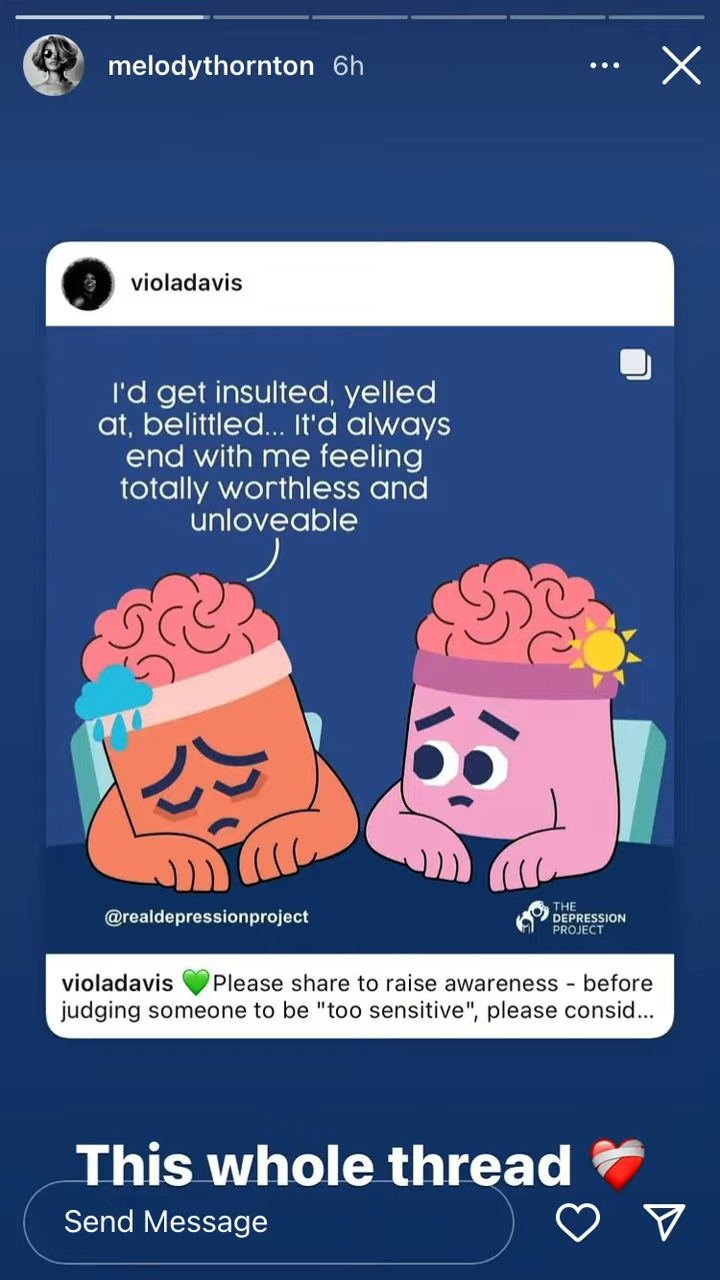 melodythornton 6h
violadavis
I'd get insulted, yelled
at, belittled... It'd always
end with me feeling
totally worthless and
unloveable
@realdepressionproject
THE
DEPRESSION
PROJECT
violadavis 💚Please share to raise awareness - before
judging someone to be "too sensitive", please consid...
This whole thread ❤️‍🩹
Send Message